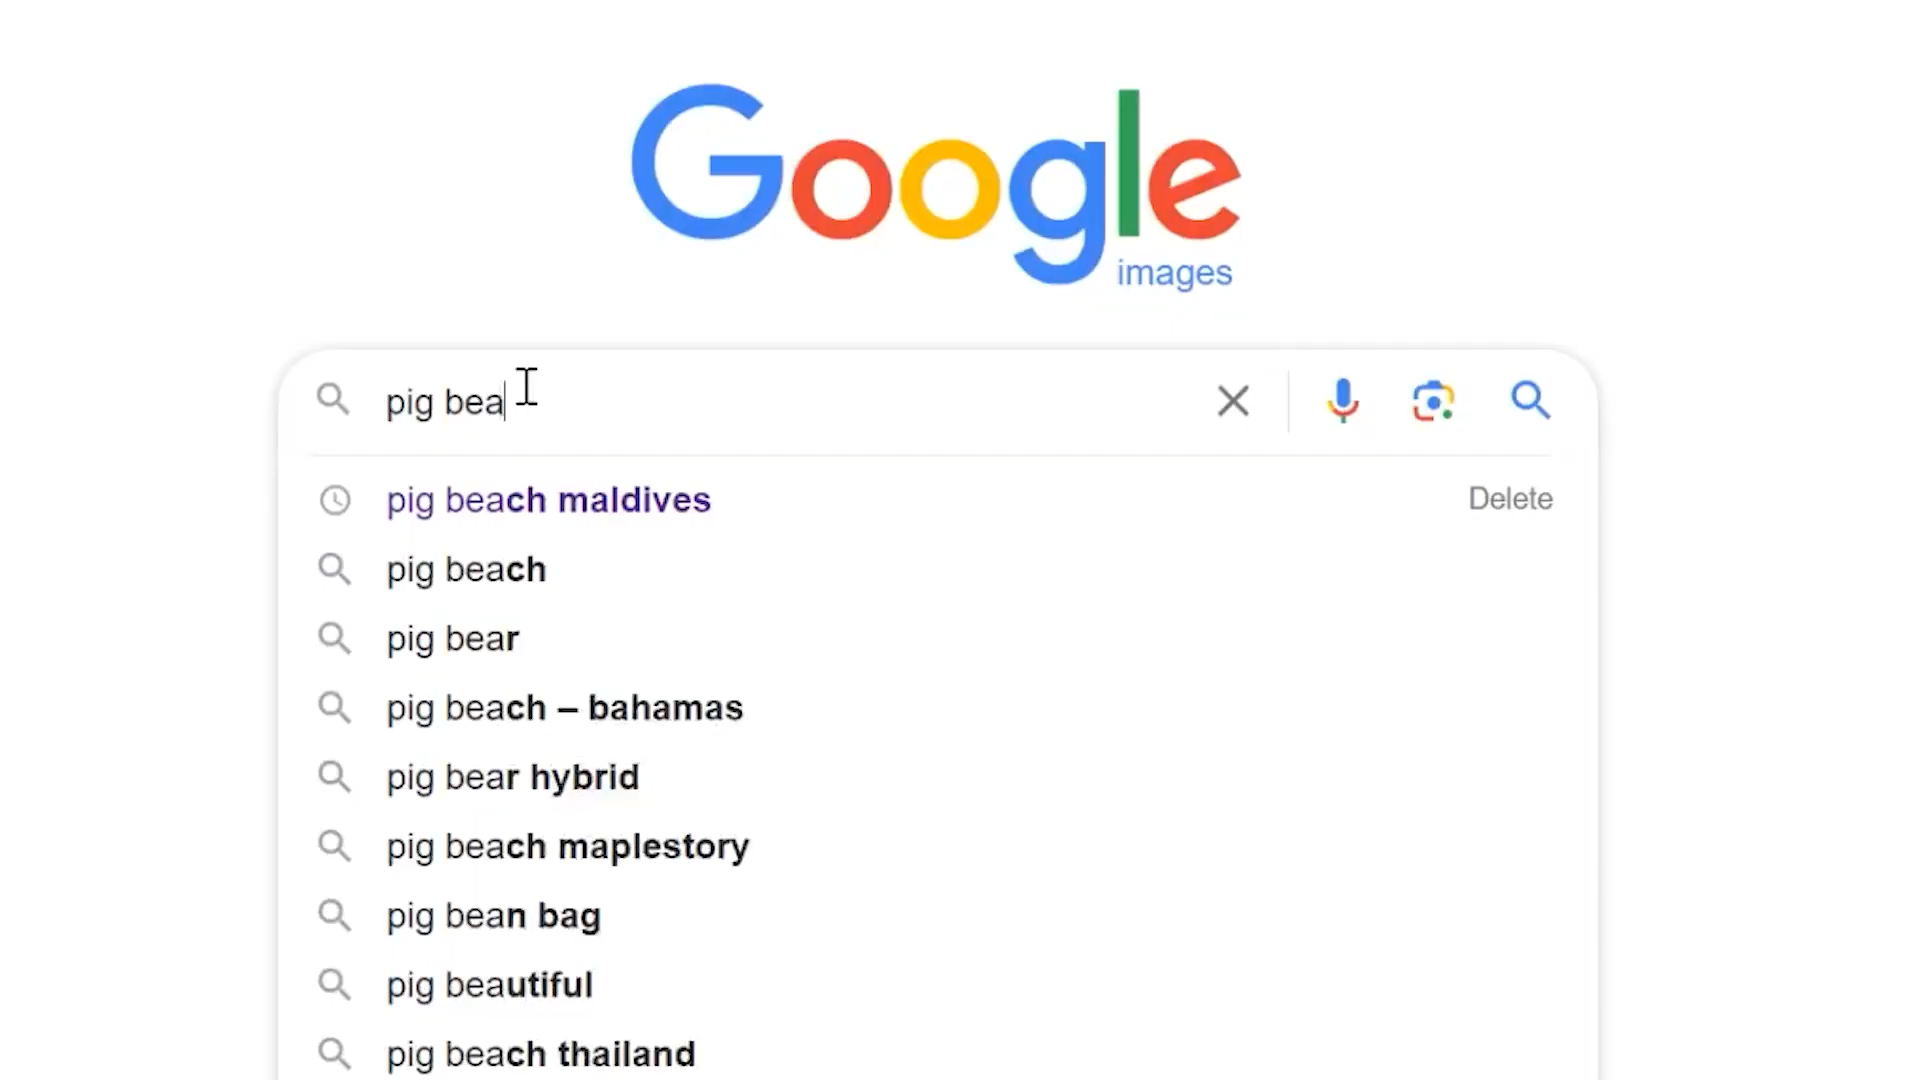 Google
images
pig bea
pig beach maldives
Delete
pig beach
pig bear
pig beach – bahamas
pig bear hybrid
pig beach maplestory
pig bean bag
pig beautiful
pig beach thailand